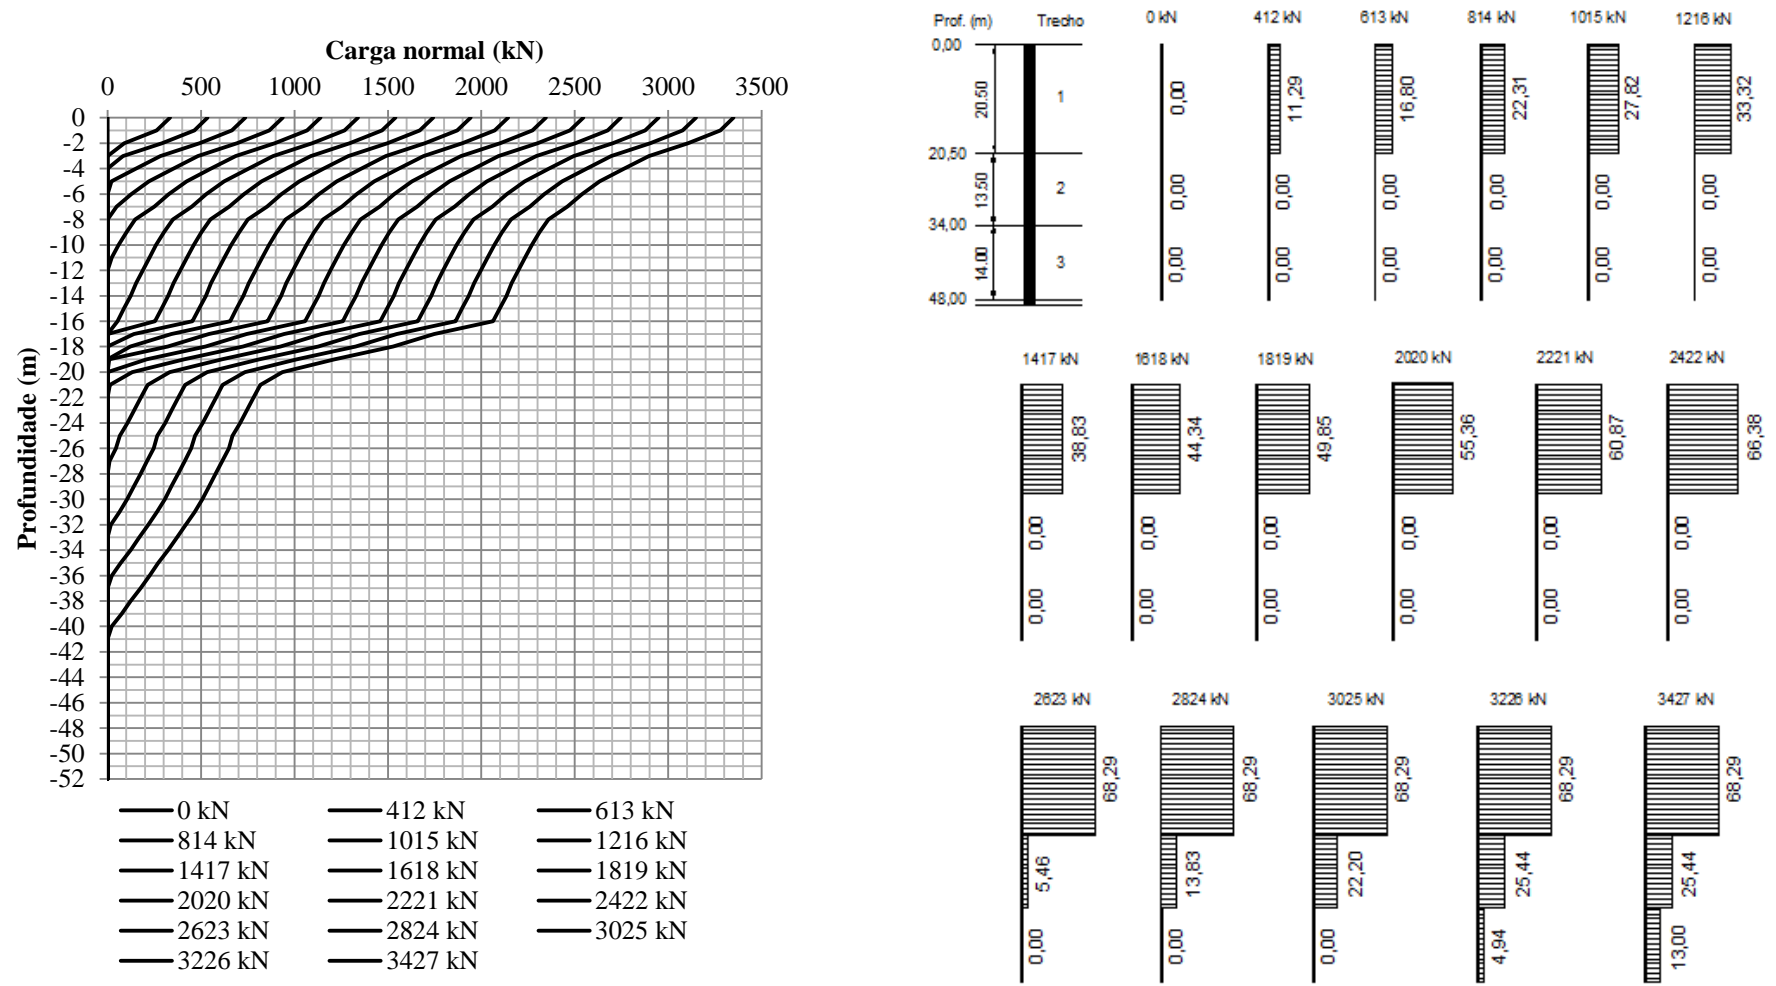 Carga normal (kN)
0 500 1000 1500 2000 2500 3000 3500
Profundidade (m)
0
-2
-4
-6
-8
-10
-12
-14
-16
-18
-20
-22
-24
-26
-28
-30
-32
-34
-36
-38
-40
-42
-44
-46
-48
-50
-52
0 kN 412 kN 613 kN
814 kN 1015 kN 1216 kN
1417 kN 1618 kN 1819 kN
2020 kN 2221 kN 2422 kN
2623 kN 2824 kN 3025 kN
3226 kN 3427 kN
Prof. (m) Trecho 0 kN 412 kN 613 kN 814 kN 1015 kN 1216 kN
0,00
20.50 1 0,00 11,29 16,80 22,31 27,82 33,32
20,50
13.50 2 0,00 0,00 0,00 0,00 0,00 0,00
34,00
14.00 3 0,00 0,00 0,00 0,00 0,00 0,00
48,00
1417 kN 1618 kN 1819 kN 2020 kN 2221 kN 2422 kN
38,83 44,34 49,85 55,36 60,87 66,38
0,00 0,00 0,00 0,00 0,00 0,00
0,00 0,00 0,00 0,00 0,00 0,00
2623 kN 2824 kN 3025 kN 3226 kN 3427 kN
68,29 68,29 68,29 68,29 68,29
5,46 13,83 22,20 25,44 25,44
0,00 0,00 0,00 4,94 13,00